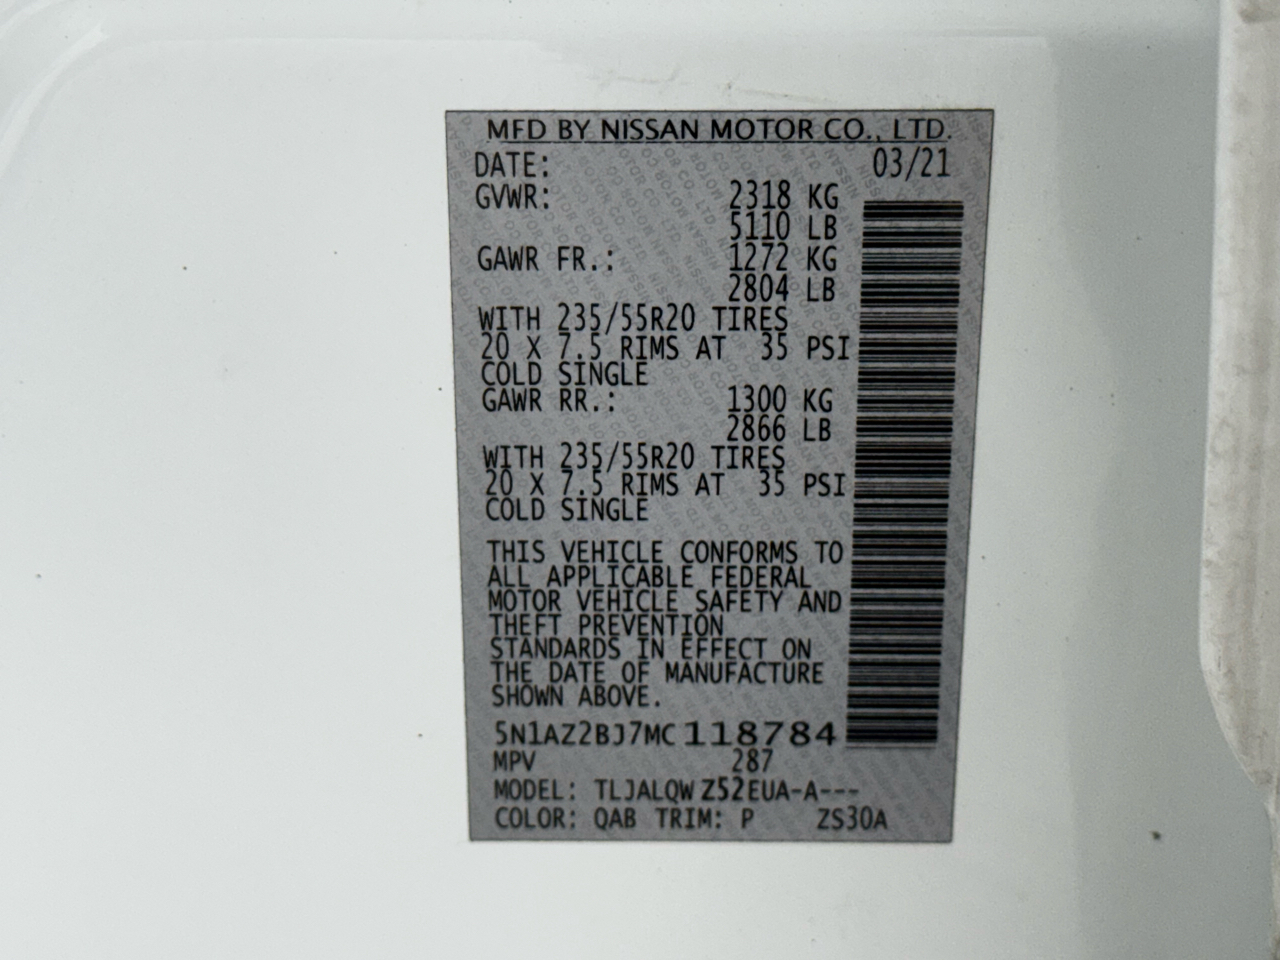 MFD BY NISSAN MOTOR CO., LTD.
DATE: 03/21
GVWR: 2318 KG
5110 LB
GAWR FR.: 1272 KG
2804 LB
WITH 235/55R20 TIRES
20 X 7.5 RIMS AT 35 PSI
COLD SINGLE
GAWR RR.: 1300 KG
2866 LB
WITH 235/55R20 TIRES
20 X 7.5 RIMS AT 35 PSI
COLD SINGLE
THIS VEHICLE CONFORMS TO
ALL APPLICABLE FEDERAL
MOTOR VEHICLE SAFETY AND
THEFT PREVENTION
STANDARDS IN EFFECT ON
THE DATE OF MANUFACTURE
SHOWN ABOVE.
5N1AZ2BJ7MC118784
MPV 287
MODEL: TLJALQW Z52EUA-A---
COLOR: QAB TRIM: P ZS30A